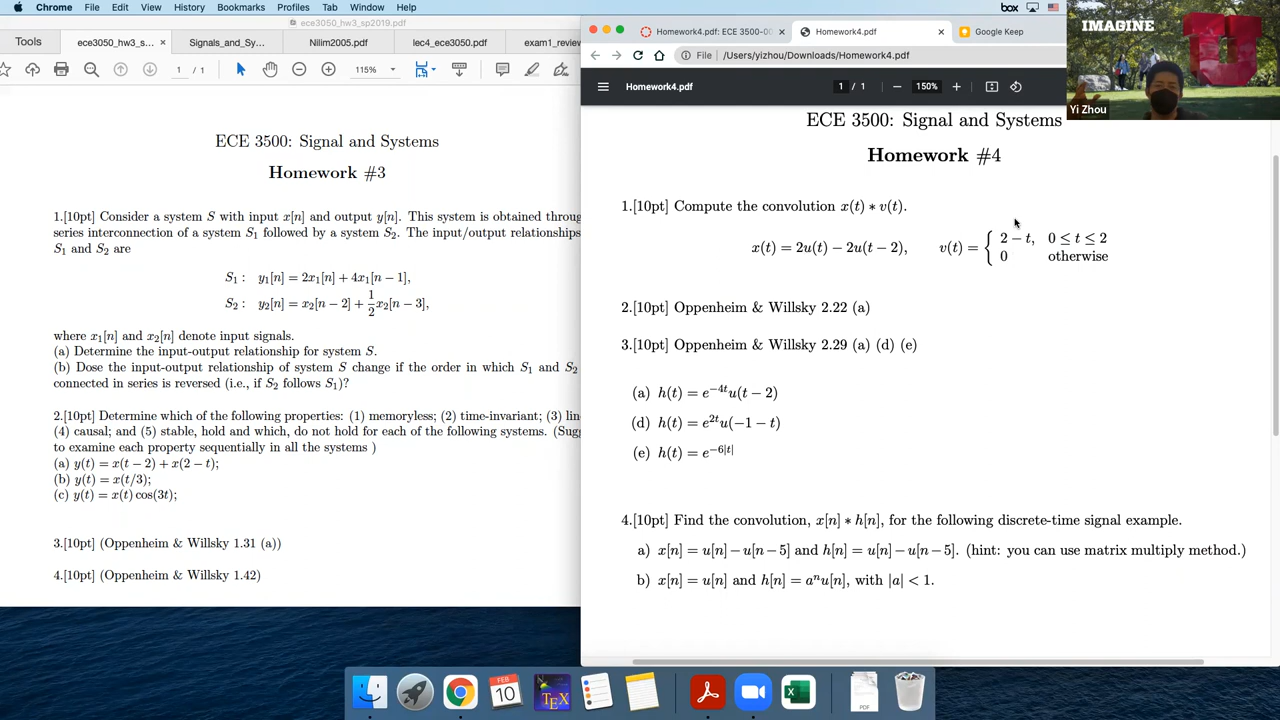 Chrome File Edit View History Bookmarks Profiles Tab Window Help
box
ece3050_hw3_sp2019.pdf
Tools ece3050_hw3_s... × Signals_and_Sy... Nilim2005.pdf lec4_ece3050.pdf exam1_review
1 / 1 115%
ECE 3500: Signal and Systems
Homework #3
1.[10pt] Consider a system S with input x[n] and output y[n]. This system is obtained throu
series interconnection of a system S₁ followed by a system S₂. The input/output relationships
S₁ and S₂ are
S₁ : y₁[n] = 2x₁[n] + 4x₁[n − 1],
S₂ : y₂[n] = x₂[n − 2] + 1/2 x₂[n − 3],
where x₁[n] and x₂[n] denote input signals.
(a) Determine the input-output relationship for system S.
(b) Dose the input-output relationship of system S change if the order in which S₁ and S₂
connected in series is reversed (i.e., if S₂ follows S₁)?
2.[10pt] Determine which of the following properties: (1) memoryless; (2) time-invariant; (3) lin
(4) causal; and (5) stable, hold and which, do not hold for each of the following systems. (Sugg
to examine each property sequentially in all the systems )
(a) y(t) = x(t − 2) + x(2 − t);
(b) y(t) = x(t/3);
(c) y(t) = x(t) cos(3t);
3.[10pt] (Oppenheim & Willsky 1.31 (a))
4.[10pt] (Oppenheim & Willsky 1.42)
Homework4.pdf: ECE 3500-00 × Homework4.pdf × Google Keep
File /Users/yizhou/Downloads/Homework4.pdf
Homework4.pdf 1 / 1 − 150% +
ECE 3500: Signal and Systems
Homework #4
1.[10pt] Compute the convolution x(t) ∗ v(t).
x(t) = 2u(t) − 2u(t − 2), v(t) = { 2 − t, 0 ≤ t ≤ 2
0 otherwise
2.[10pt] Oppenheim & Willsky 2.22 (a)
3.[10pt] Oppenheim & Willsky 2.29 (a) (d) (e)
(a) h(t) = e⁻⁴ᵗu(t − 2)
(d) h(t) = e²ᵗu(−1 − t)
(e) h(t) = e^{−6|t|}
4.[10pt] Find the convolution, x[n] ∗ h[n], for the following discrete-time signal example.
a) x[n] = u[n] − u[n − 5] and h[n] = u[n] − u[n − 5]. (hint: you can use matrix multiply method.)
b) x[n] = u[n] and h[n] = aⁿu[n], with |a| < 1.
IMAGINE
U
Yi Zhou
FEB
10
TEX
PDF